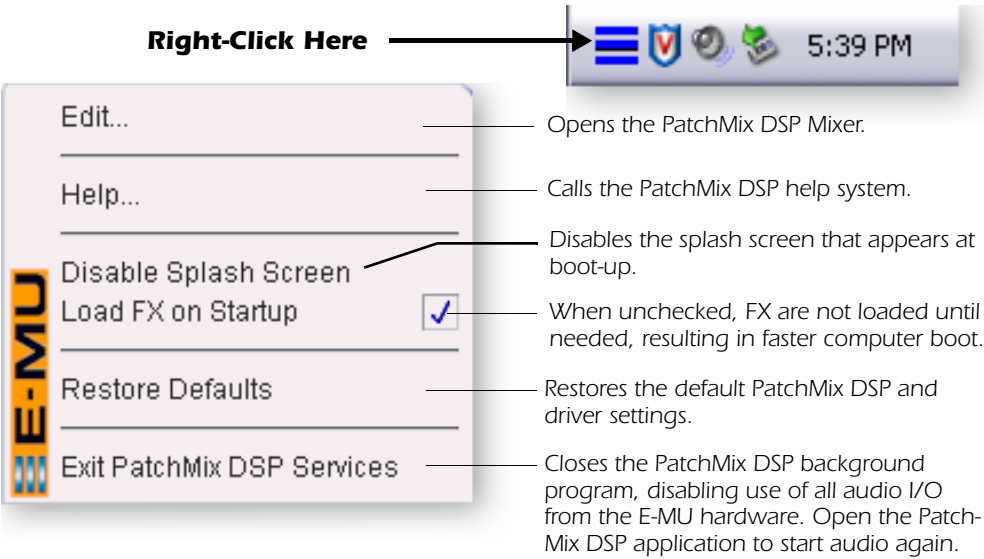 Right-Click Here
V
5:39 PM
Edit...
Opens the PatchMix DSP Mixer.
Help...
Calls the PatchMix DSP help system.
Disable Splash Screen
Disables the splash screen that appears at
boot-up.
Load FX on Startup
When unchecked, FX are not loaded until
needed, resulting in faster computer boot.
Restore Defaults
Restores the default PatchMix DSP and
driver settings.
Exit PatchMix DSP Services
Closes the PatchMix DSP background
program, disabling use of all audio I/O
from the E-MU hardware. Open the Patch-
Mix DSP application to start audio again.
E-MU